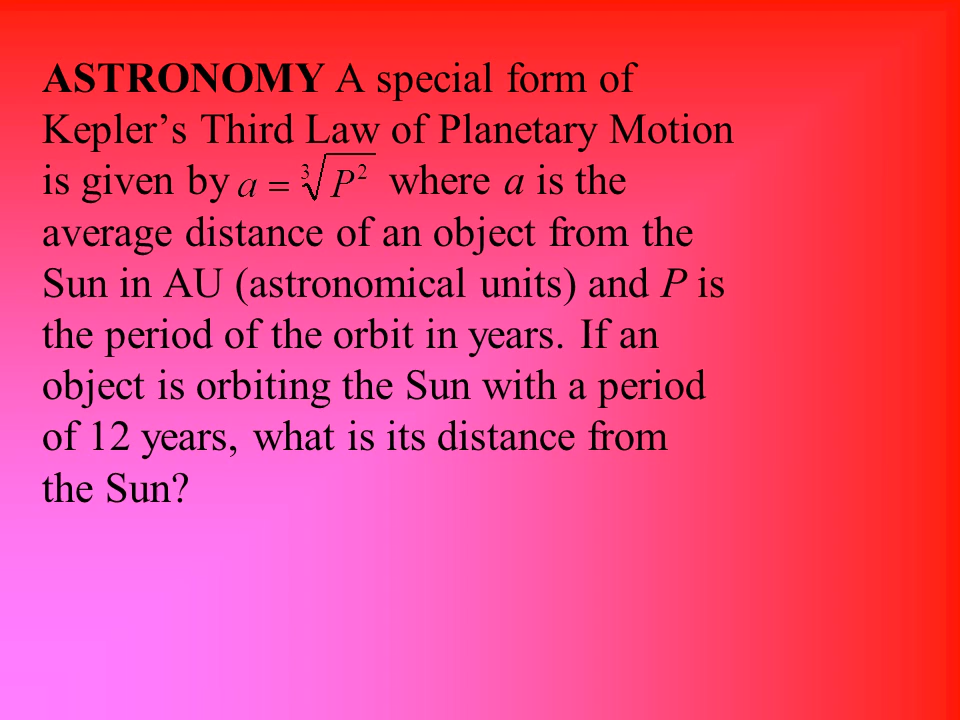 ASTRONOMY A special form of
Kepler’s Third Law of Planetary Motion
is given by a = ∛P² where a is the
average distance of an object from the
Sun in AU (astronomical units) and P is
the period of the orbit in years. If an
object is orbiting the Sun with a period
of 12 years, what is its distance from
the Sun?